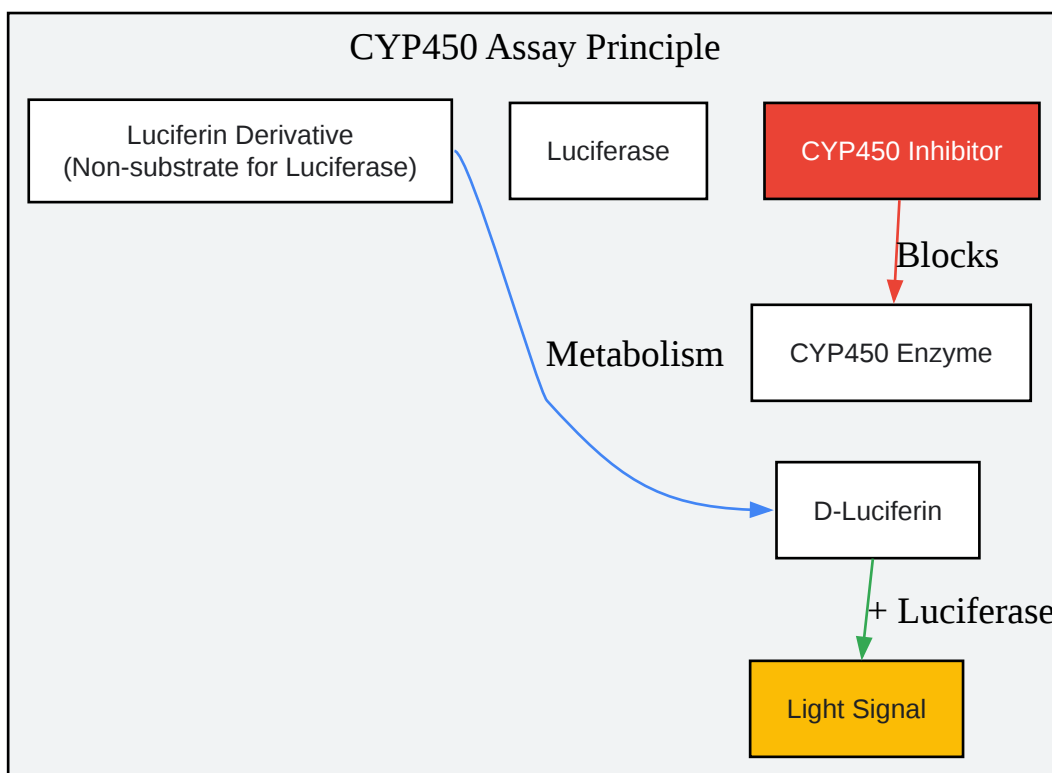 CYP450 Assay Principle
Luciferin Derivative
(Non-substrate for Luciferase)
Luciferase
CYP450 Inhibitor
Blocks
Metabolism
CYP450 Enzyme
D-Luciferin
+ Luciferase
Light Signal